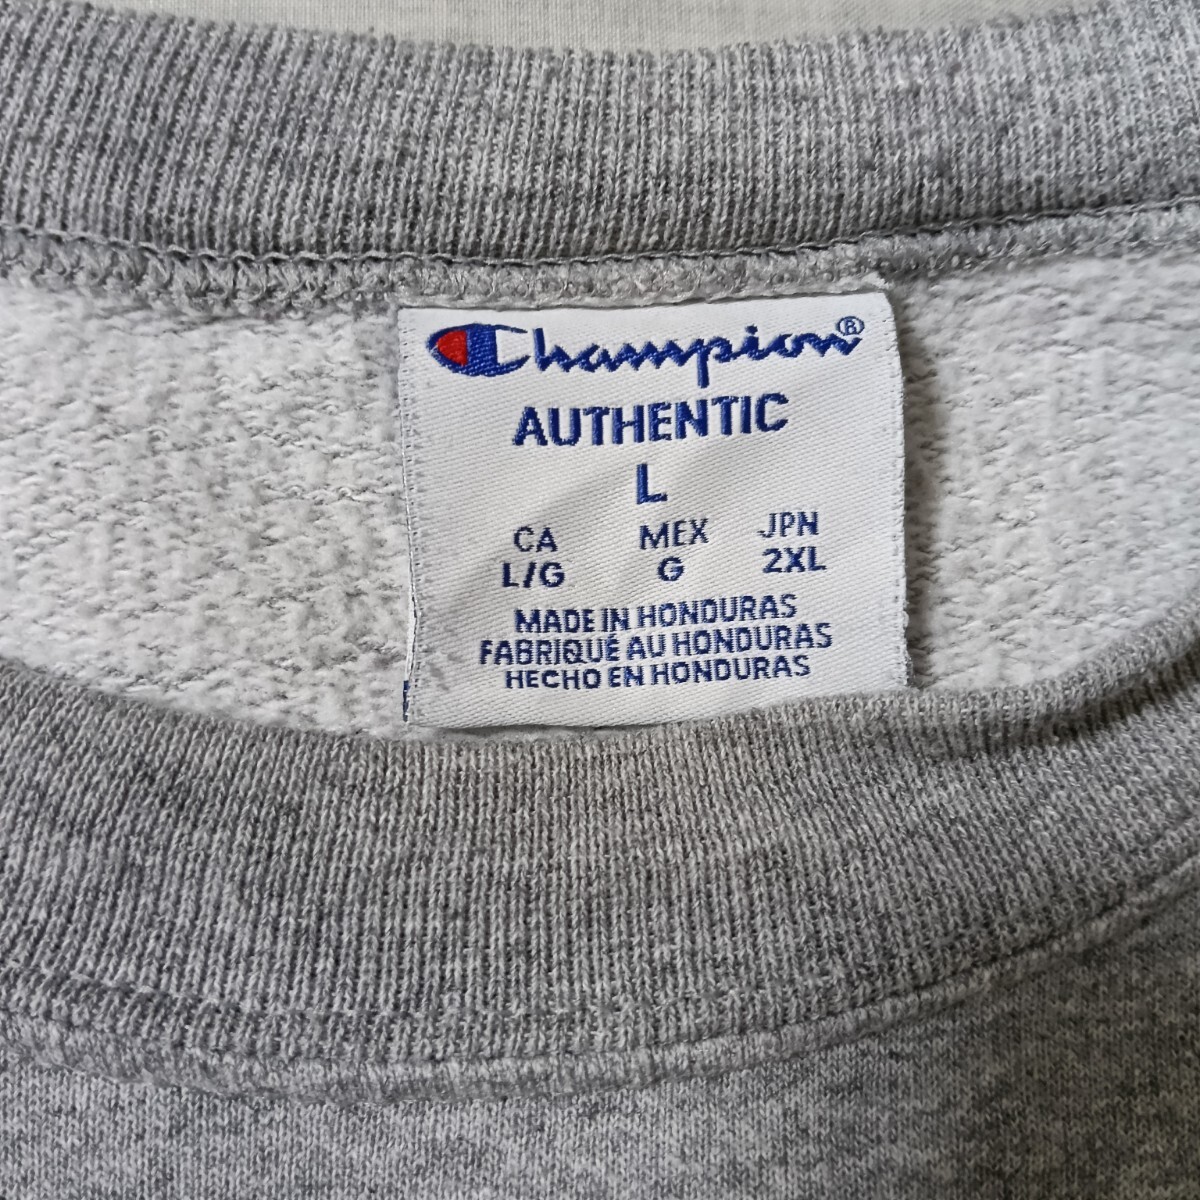 Champion®
AUTHENTIC
L
CA MEX JPN
L/G G 2XL
MADE IN HONDURAS
FABRIQUÉ AU HONDURAS
HECHO EN HONDURAS